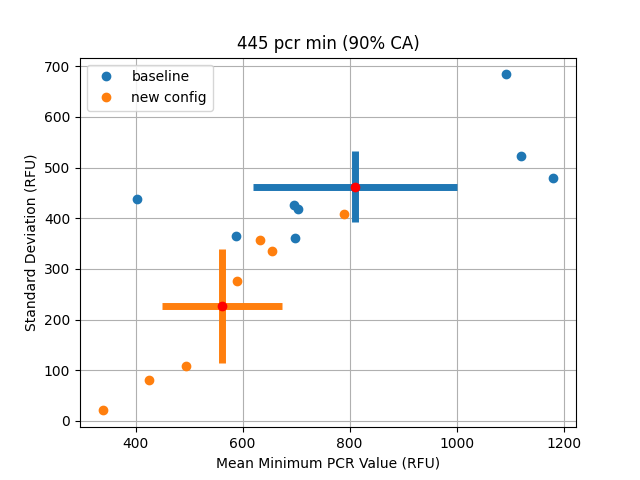 445 pcr min (90% CA)
baseline
new config
700
600
500
400
300
200
100
0
Standard Deviation (RFU)
400 600 800 1000 1200
Mean Minimum PCR Value (RFU)